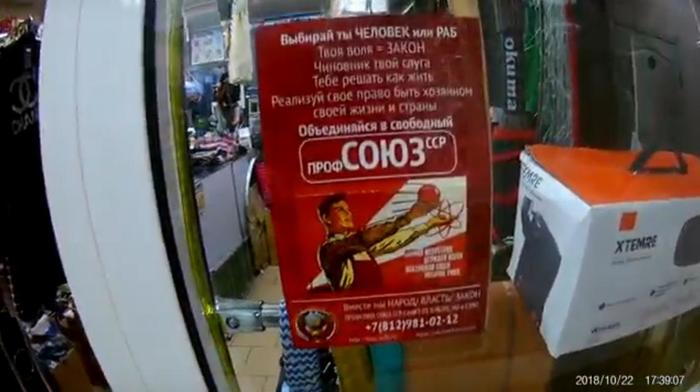 Выбирай ты ЧЕЛОВЕК или РАБ
Твоя воля = ЗАКОН
Чиновник твой слуга
Тебе решать как жить
Реализуй свое право быть хозяином
своей жизни и страны
Объединяйся в свободный
ПРОФСОЮЗССР
Вместе мы НАРОД/ ВЛАСТЬ/ ЗАКОН
+7(812)981-02-12
okuma
XTEMRE
2018/10/22 17:39:07